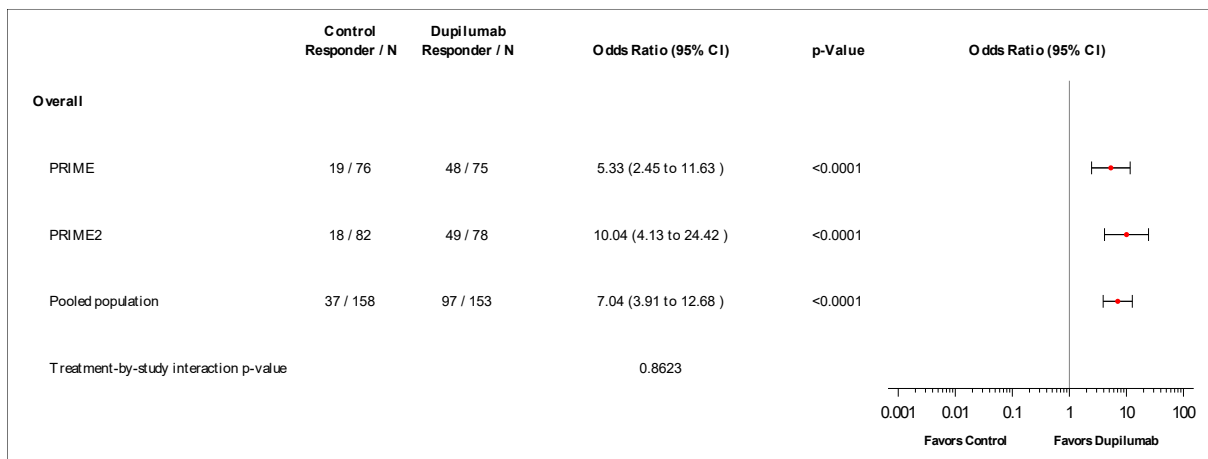 Control Dupilumab
Responder / N Responder / N Odds Ratio (95% CI) p-Value Odds Ratio (95% CI)
Overall
PRIME 19 / 76 48 / 75 5.33 (2.45 to 11.63 ) <0.0001
PRIME2 18 / 82 49 / 78 10.04 (4.13 to 24.42 ) <0.0001
Pooled population 37 / 158 97 / 153 7.04 (3.91 to 12.68 ) <0.0001
Treatment-by-study interaction p-value 0.8623
0.001 0.01 0.1 1 10 100
Favors Control Favors Dupilumab